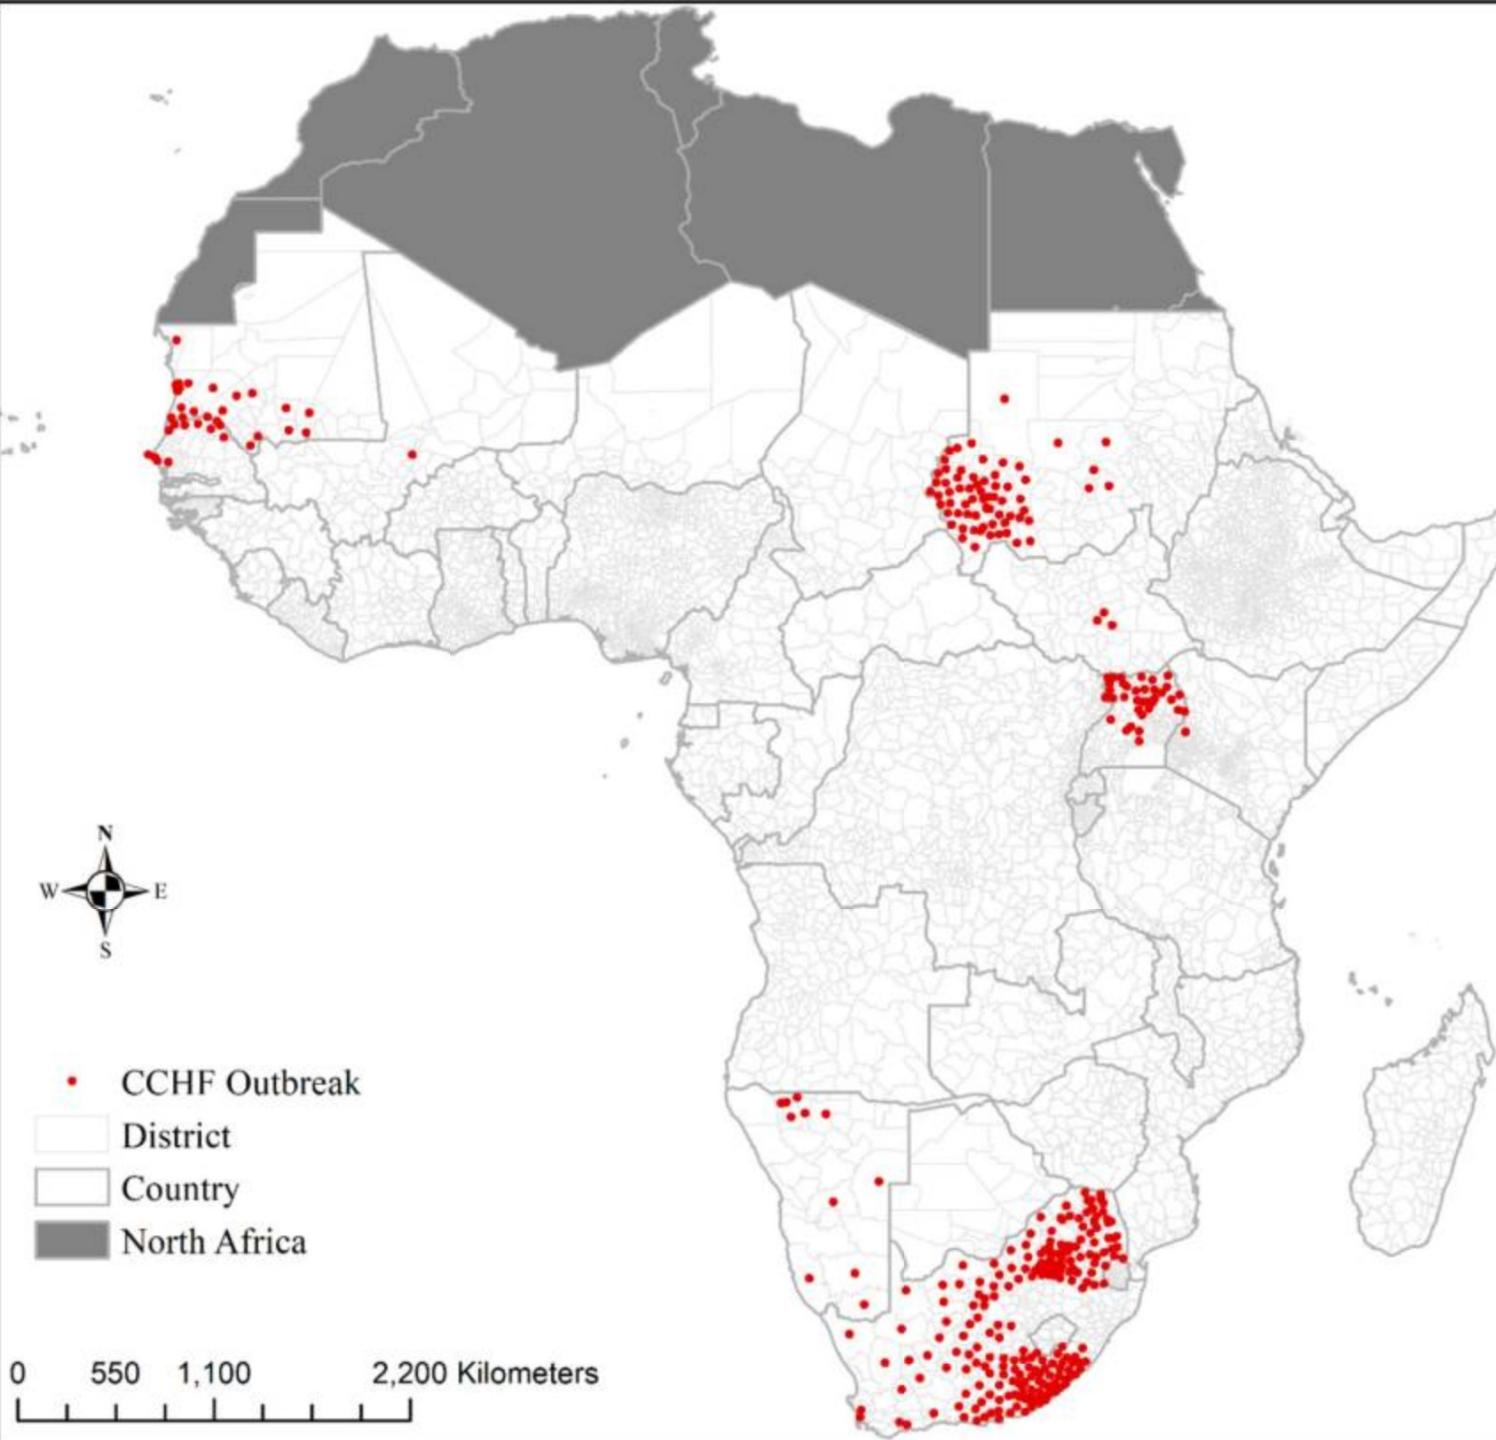 N
W E
S
CCHF Outbreak
District
Country
North Africa
0 550 1,100 2,200 Kilometers